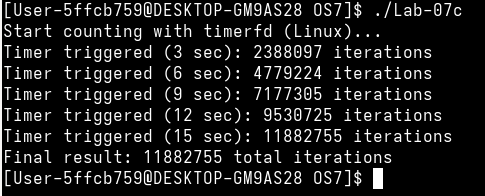 [User-5ffcb759@DESKTOP-GM9AS28 OS7]$ ./Lab-07c
Start counting with timerfd (Linux)...
Timer triggered (3 sec): 2388097 iterations
Timer triggered (6 sec): 4779224 iterations
Timer triggered (9 sec): 7177305 iterations
Timer triggered (12 sec): 9530725 iterations
Timer triggered (15 sec): 11882755 iterations
Final result: 11882755 total iterations
[User-5ffcb759@DESKTOP-GM9AS28 OS7]$